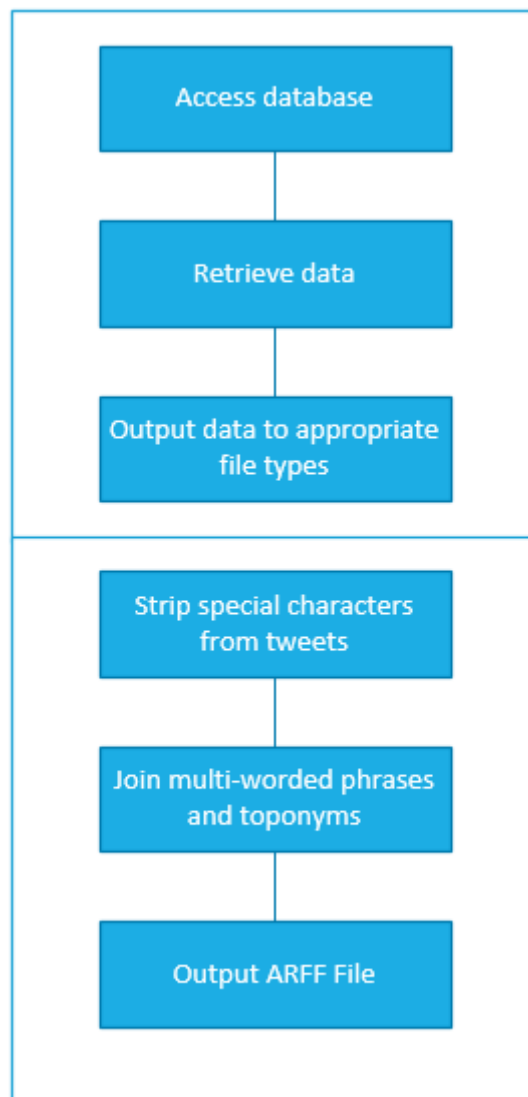 Access database
Retrieve data
Output data to appropriate
file types
Strip special characters
from tweets
Join multi-worded phrases
and toponyms
Output ARFF File